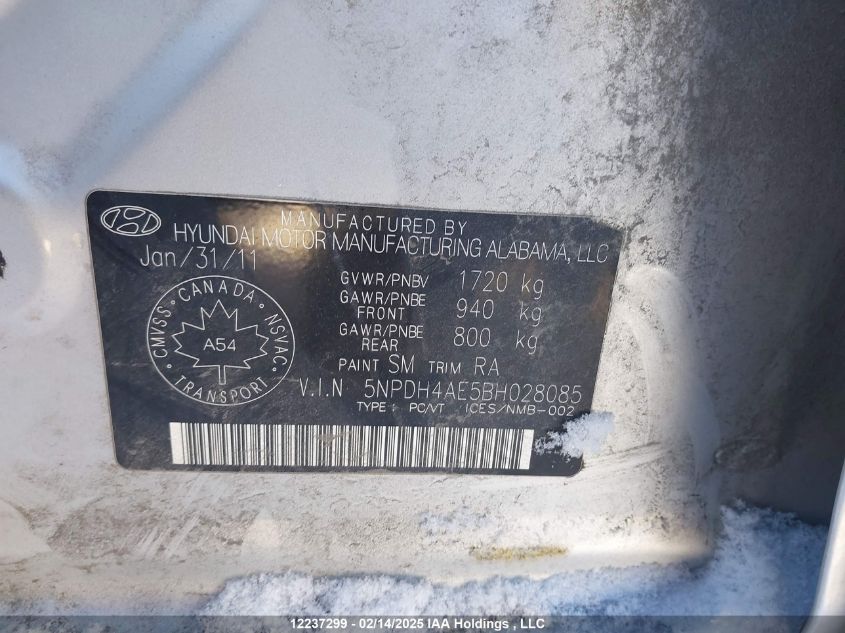 MANUFACTURED BY
HYUNDAI MOTOR MANUFACTURING ALABAMA, LLC
Jan/31/11
GVWR/PNBV 1720 kg
GAWR/PNBE FRONT 940 kg
GAWR/PNBE REAR 800 kg
CMVSS · CANADA · NSVAC
A54
TRANSPORT
PAINT SM TRIM RA
V.I.N 5NPDH4AE5BH028085
TYPE: PC/VT ICES/NMB-002
12237299 - 02/14/2025 IAA Holdings , LLC